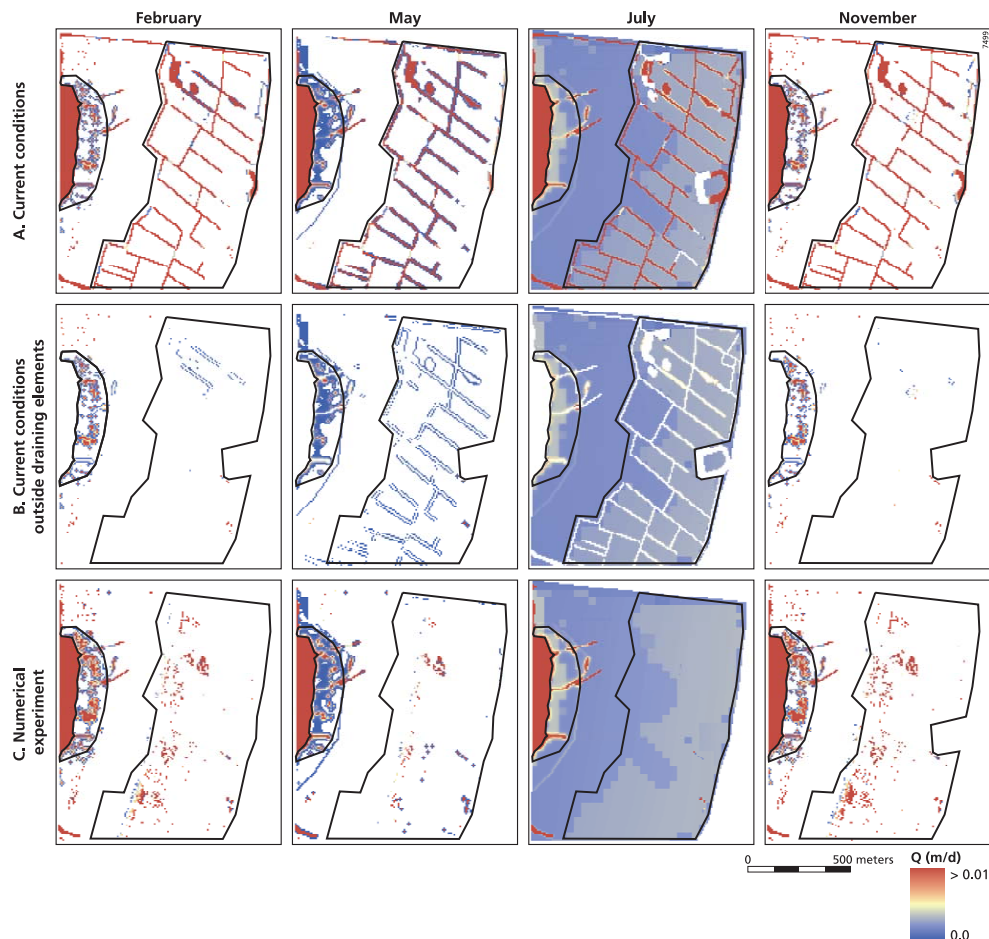 February May July November
7499
A. Current conditions
B. Current conditions
outside draining elements
C. Numerical
experiment
0 500 meters
Q (m/d)
> 0.01
0.0